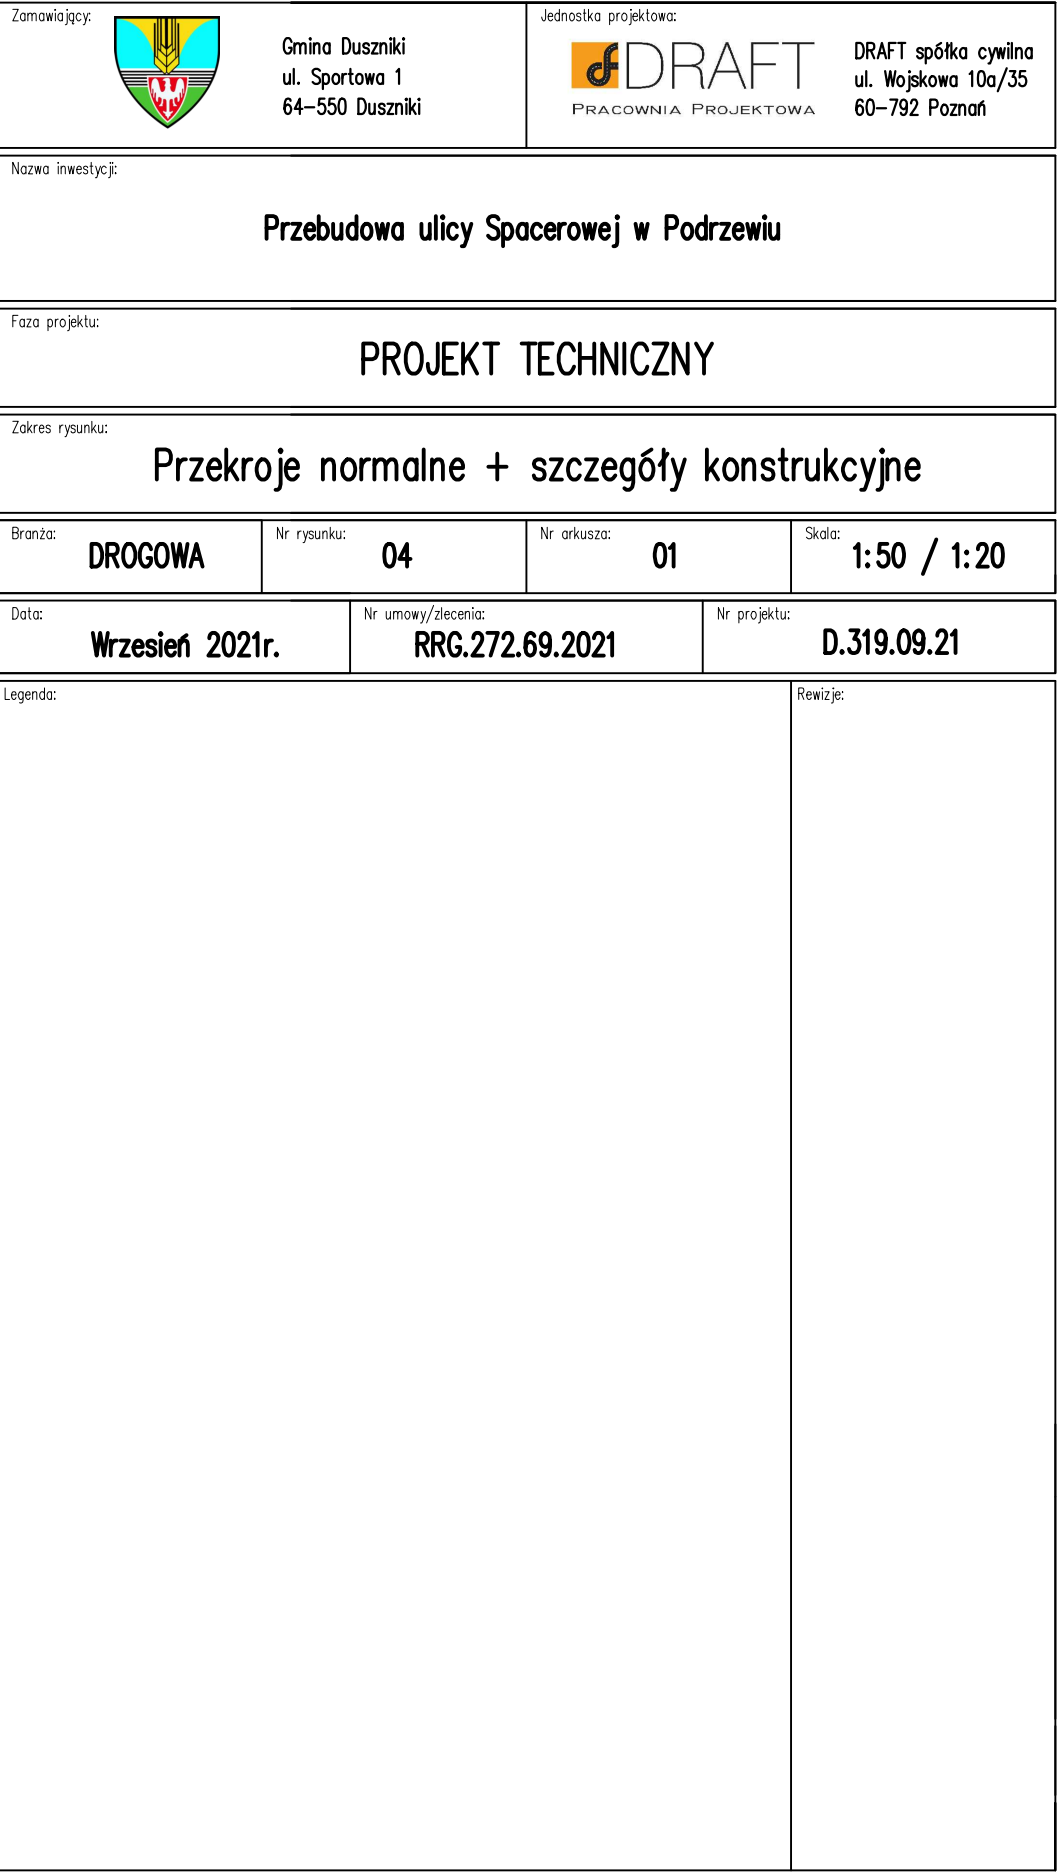 Zamawiający:
Gmina Duszniki
ul. Sportowa 1
64-550 Duszniki
Jednostka projektowa:
DRAFT
PRACOWNIA PROJEKTOWA
DRAFT spółka cywilna
ul. Wojskowa 10a/35
60-792 Poznań
Nazwa inwestycji:
Przebudowa ulicy Spacerowej w Podrzewiu
Faza projektu:
PROJEKT TECHNICZNY
Zakres rysunku:
Przekroje normalne + szczegóły konstrukcyjne
Branża:
DROGOWA
Nr rysunku:
04
Nr arkusza:
01
Skala:
1:50 / 1:20
Data:
Wrzesień 2021r.
Nr umowy/zlecenia:
RRG.272.69.2021
Nr projektu:
D.319.09.21
Legenda:
Rewizje: